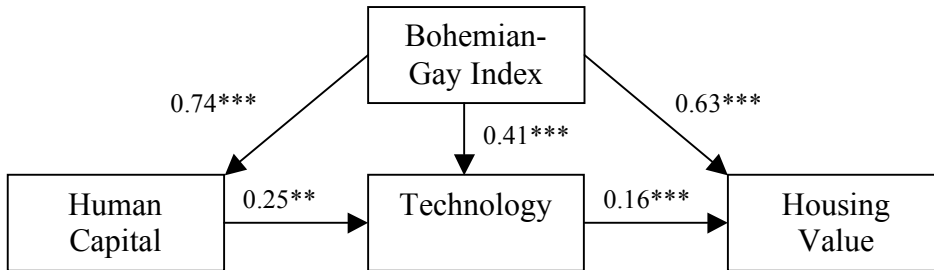 Bohemian-
Gay Index
0.74***
0.63***
0.41***
Human
Capital
0.25**
Technology
0.16***
Housing
Value